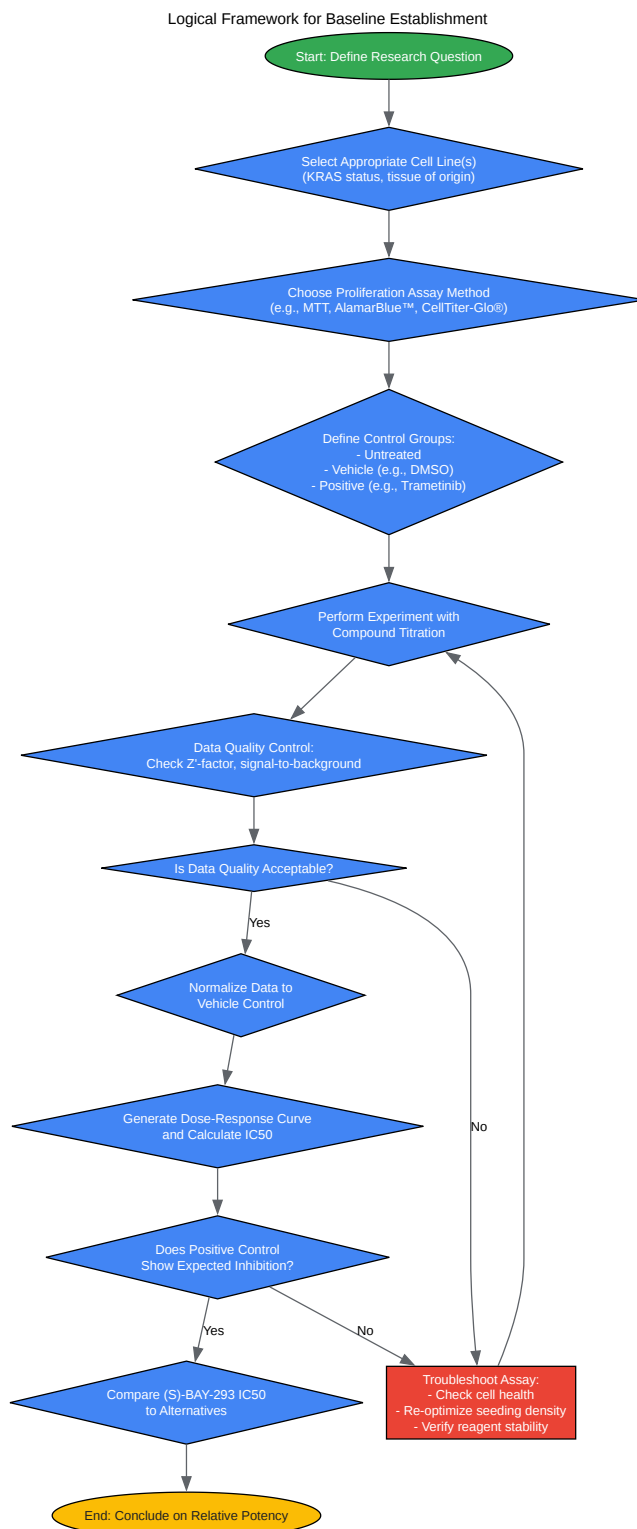 Logical Framework for Baseline Establishment
Start: Define Research Question
Select Appropriate Cell Line(s)
(KRAS status, tissue of origin)
Choose Proliferation Assay Method
(e.g., MTT, AlamarBlue™, CellTiter-Glo®)
Define Control Groups:
- Untreated
- Vehicle (e.g., DMSO)
- Positive (e.g., Trametinib)
Perform Experiment with
Compound Titration
Data Quality Control:
Check Z'-factor, signal-to-background
Is Data Quality Acceptable?
Yes
Normalize Data to
Vehicle Control
Generate Dose-Response Curve
and Calculate IC50
No
Does Positive Control
Show Expected Inhibition?
Yes
No
Compare (S)-BAY-293 IC50
to Alternatives
Troubleshoot Assay:
- Check cell health
- Re-optimize seeding density
- Verify reagent stability
End: Conclude on Relative Potency